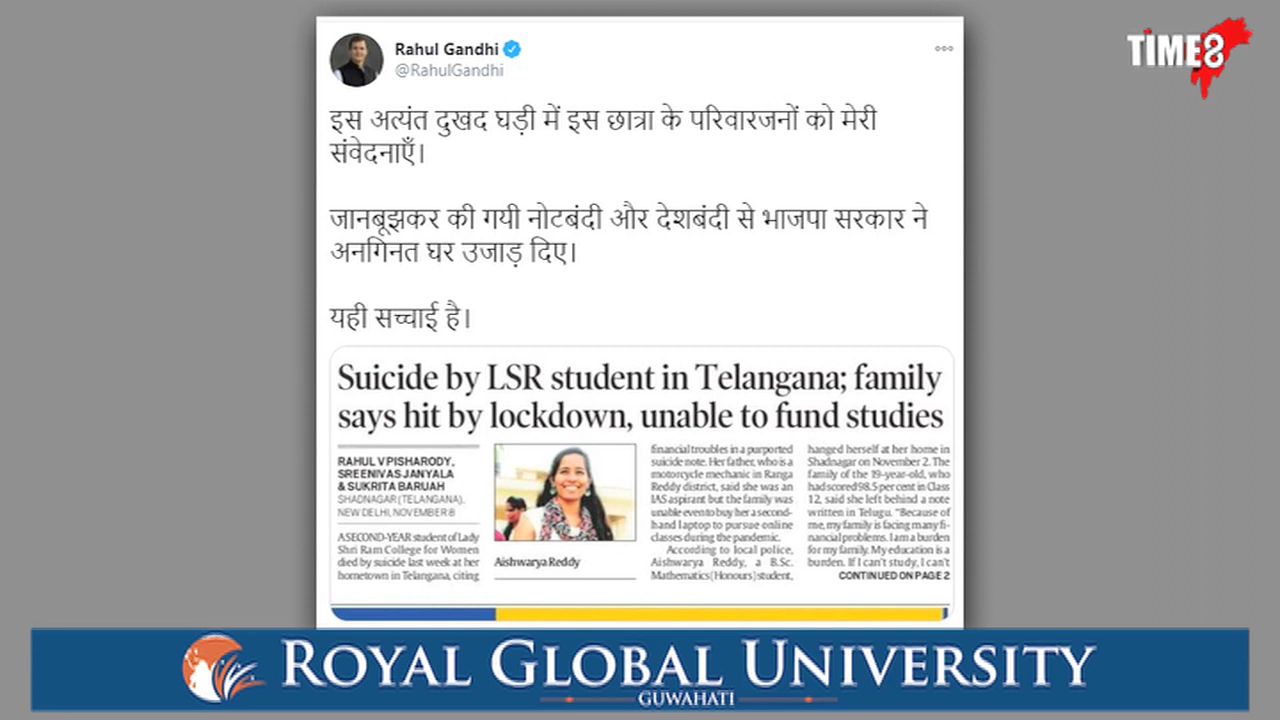 Rahul Gandhi
@RahulGandhi
TIME8
इस अत्यंत दुखद घड़ी में इस छात्रा के परिवारजनों को मेरी
संवेदनाएँ।
जानबूझकर की गयी नोटबंदी और देशबंदी से भाजपा सरकार ने
अनगिनत घर उजाड़ दिए।
यही सच्चाई है।
Suicide by LSR student in Telangana; family
says hit by lockdown, unable to fund studies
RAHUL V PISHARODY,
SREENIVAS JANYALA
& SUKRITA BARUAH
SHADNAGAR (TELANGANA),
NEW DELHI, NOVEMBER 8
A SECOND-YEAR student of Lady
Shri Ram College for Women
died by suicide last week at her
hometown in Telangana, citing
Aishwarya Reddy
financial troubles in a purported
suicide note. Her father, who is a
motorcycle mechanic in Ranga
Reddy district, said she was an
IAS aspirant but the family was
unable even to buy her a second-
hand laptop to pursue online
classes during the pandemic.
According to local police,
Aishwarya Reddy, a B.Sc.
Mathematics (Honours) student,
hanged herself at her home in
Shadnagar on November 2. The
family of the 19-year-old, who
had scored 98.5 per cent in Class
12, said she left behind a note
written in Telugu. "Because of
me, my family is facing many fi-
nancial problems. I am a burden
for my family. My education is a
burden. If I can't study, I can't
CONTINUED ON PAGE 2
ROYAL GLOBAL UNIVERSITY
GUWAHATI